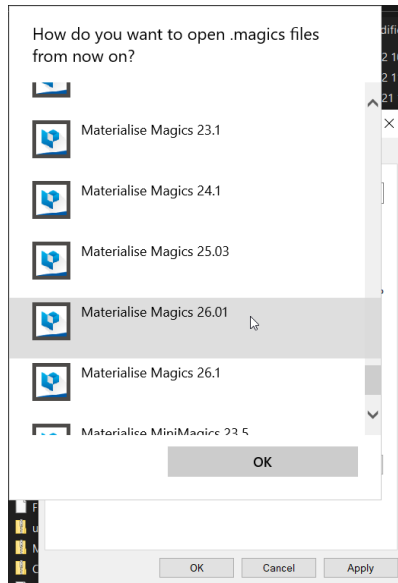 How do you want to open .magics files
from now on?
Materialise Magics 23.1
Materialise Magics 24.1
Materialise Magics 25.03
Materialise Magics 26.01
Materialise Magics 26.1
Materialise MiniMagics 23.5
OK
OK
Cancel
Apply